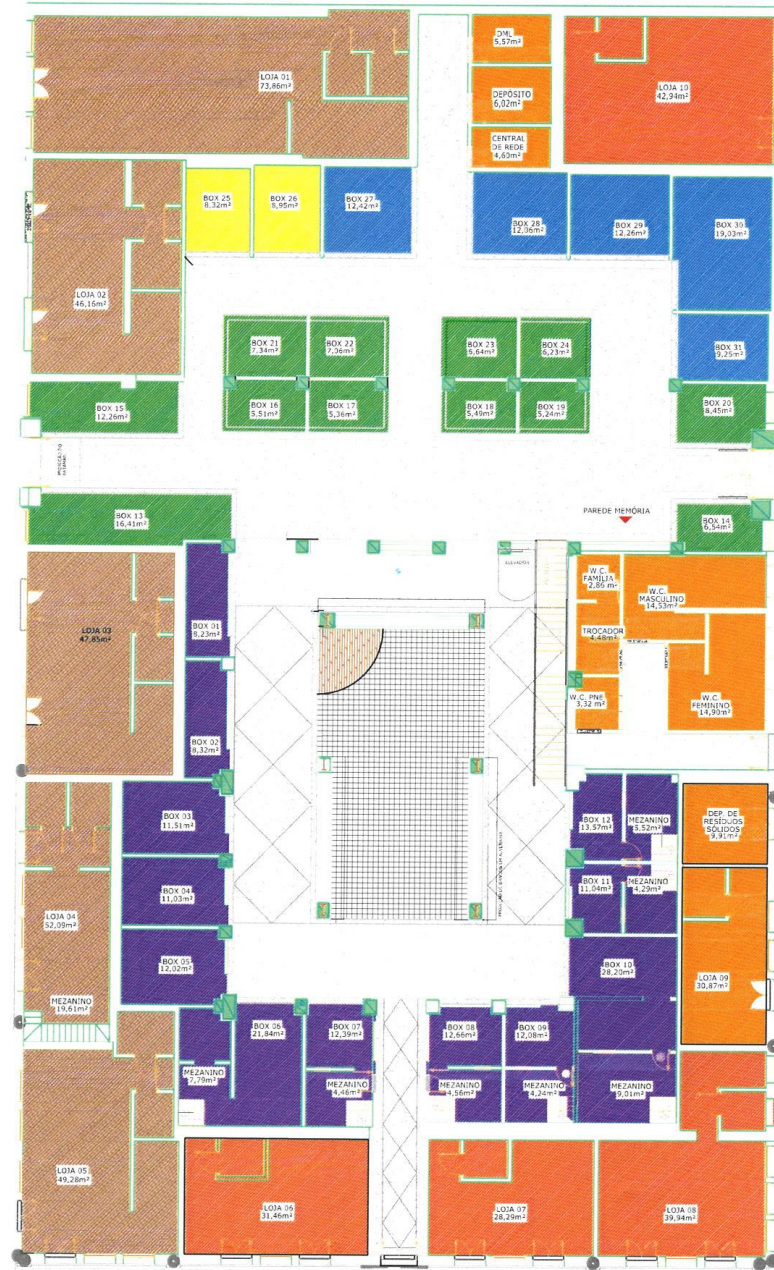 DML
5,57m²
LOJA 01
73,86m²
LOJA 10
42,94m²
DEPÓSITO
6,02m²
CENTRAL
DE REDE
4,60m²
BOX 25
8,32m²
BOX 26
8,95m²
BOX 27
12,42m²
BOX 28
12,06m²
BOX 29
12,26m²
BOX 30
19,03m²
LOJA 02
46,16m²
BOX 21
7,34m²
BOX 22
7,06m²
BOX 23
6,64m²
BOX 24
6,23m²
BOX 31
9,25m²
BOX 15
12,26m²
BOX 16
5,51m²
BOX 17
5,36m²
BOX 18
5,49m²
BOX 19
5,24m²
BOX 20
8,45m²
BOX 13
16,41m²
PAREDE MEMÓRIA
BOX 14
6,54m²
ELEVADOR
W.C.
FAMÍLIA
2,86 m²
W.C.
MASCULINO
14,53m²
BOX 01
8,23m²
LOJA 03
47,85m²
TROCADOR
4,48m²
W.C. PNE
3,32 m²
W.C.
FEMININO
14,90m²
BOX 02
8,32m²
BOX 03
11,51m²
BOX 12
13,57m²
MEZANINO
5,52m²
DEP. DE
RESÍDUOS
SÓLIDOS
9,91m²
BOX 04
11,03m²
BOX 11
11,04m²
MEZANINO
4,29m²
LOJA 04
52,09m²
BOX 05
12,02m²
BOX 10
28,20m²
LOJA 09
30,87m²
MEZANINO
19,61m²
BOX 06
21,84m²
BOX 07
12,39m²
BOX 08
12,66m²
BOX 09
12,08m²
MEZANINO
7,79m²
MEZANINO
4,46m²
MEZANINO
4,56m²
MEZANINO
4,24m²
MEZANINO
9,01m²
LOJA 05
49,28m²
LOJA 06
31,46m²
LOJA 07
28,29m²
LOJA 08
39,94m²